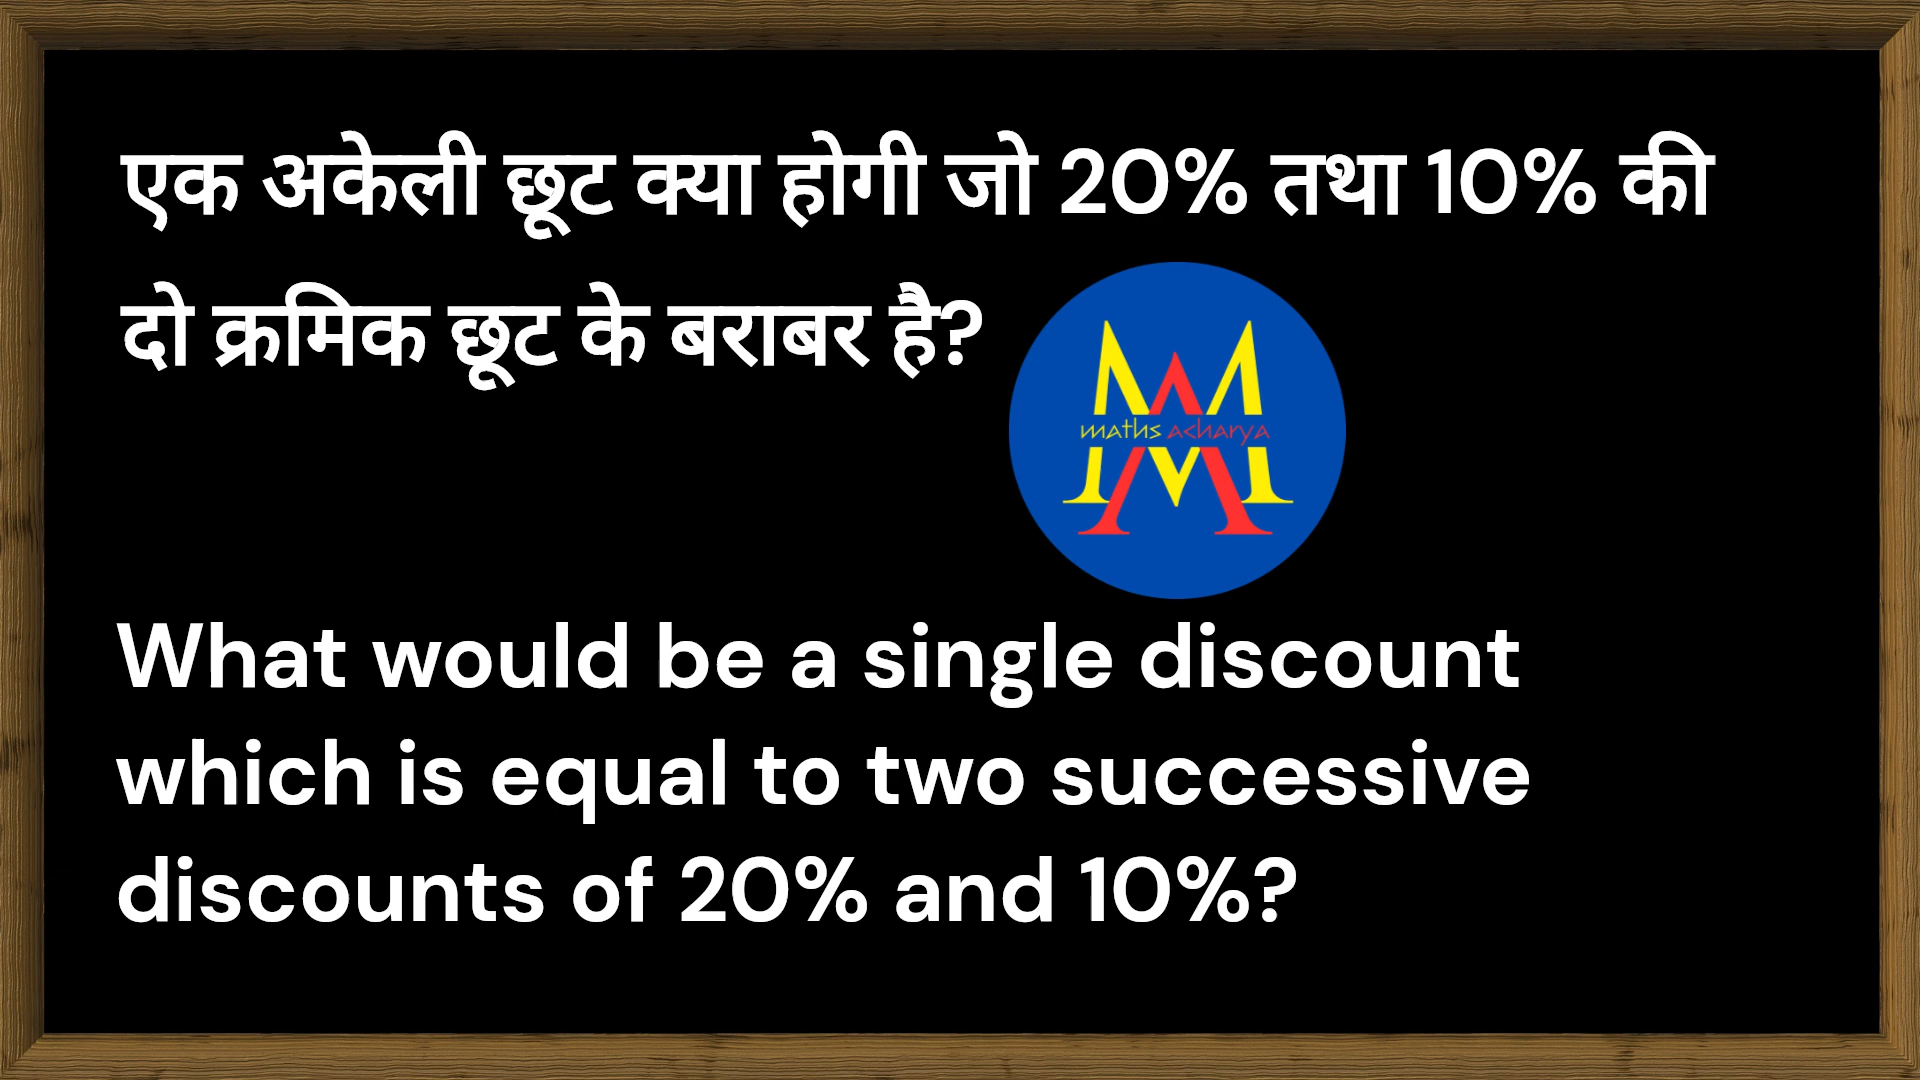 एक अकेली छूट क्या होगी जो 20% तथा 10% की
दो क्रमिक छूट के बराबर है?
maths acharya
What would be a single discount
which is equal to two successive
discounts of 20% and 10%?